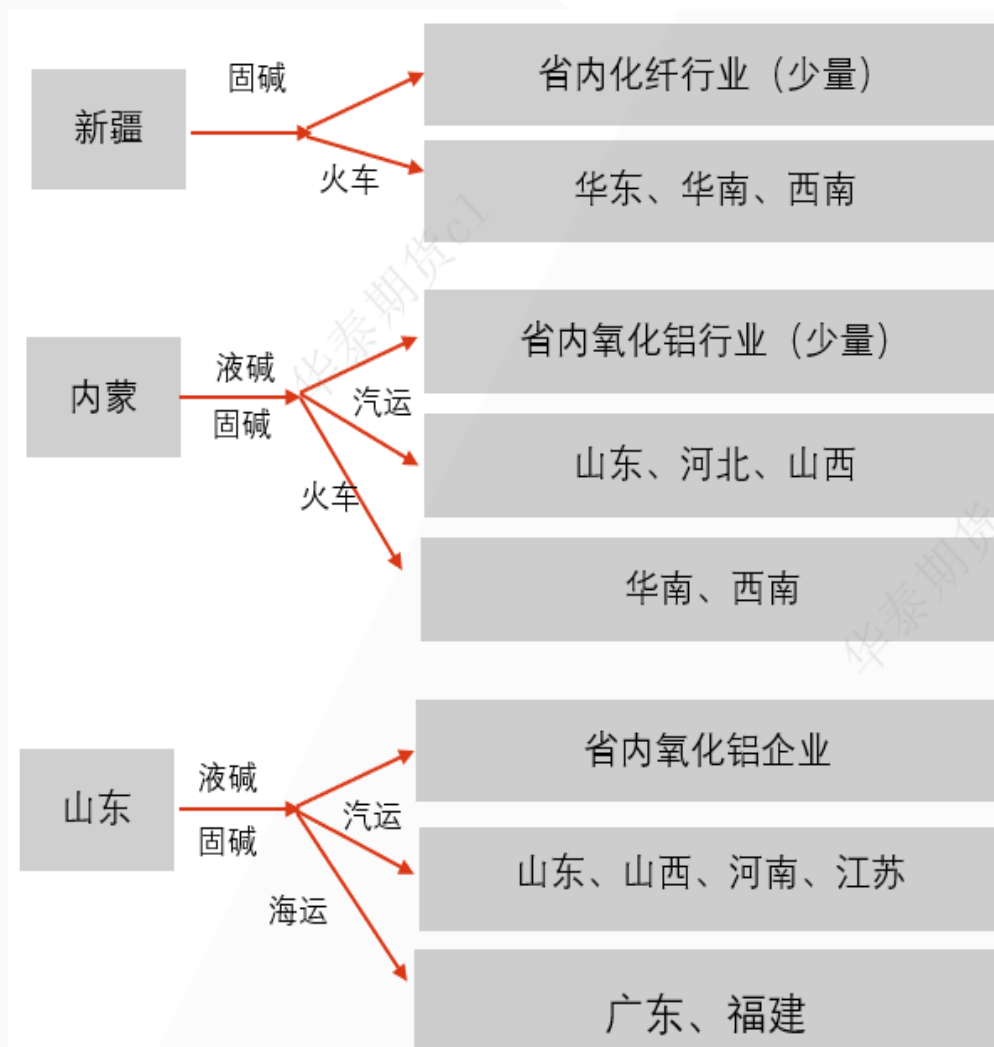 固碱
省内化纤行业（少量）
新疆
火车
华东、华南、西南
华泰期货cl
液碱
省内氧化铝行业（少量）
内蒙
固碱
汽运
山东、河北、山西
火车
华南、西南
华泰期货
液碱
省内氧化铝企业
山东
固碱
汽运
山东、山西、河南、江苏
海运
广东、福建